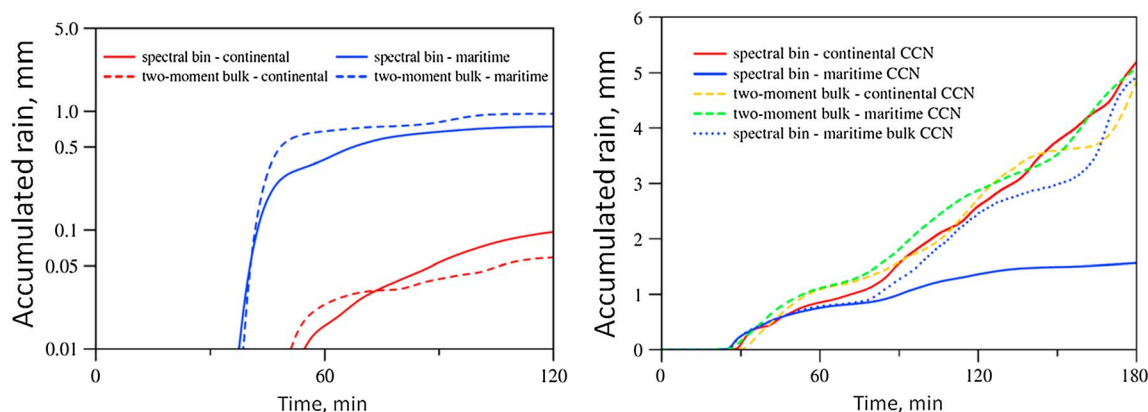 Accumulated rain, mm
5.0
1.0
0.5
0.1
0.05
0.01
spectral bin - continental
spectral bin - maritime
two-moment bulk - continental
two-moment bulk - maritime
0
60
120
Time, min
Accumulated rain, mm
6
5
4
3
2
1
0
spectral bin - continental CCN
spectral bin - maritime CCN
two-moment bulk - continental CCN
two-moment bulk - maritime CCN
spectral bin - maritime bulk CCN
0
60
120
180
Time, min